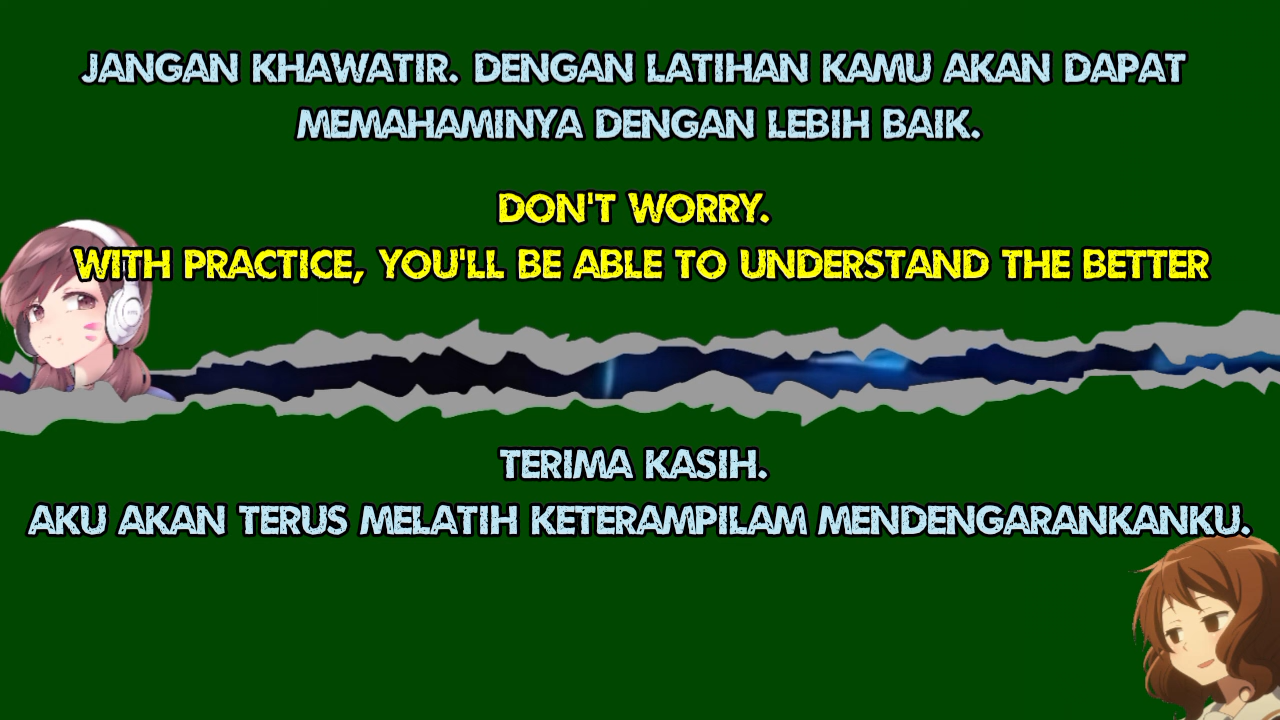 JANGAN KHAWATIR. DENGAN LATIHAN KAMU AKAN DAPAT
MEMAHAMINYA DENGAN LEBIH BAIK.
DON'T WORRY.
WITH PRACTICE, YOU'LL BE ABLE TO UNDERSTAND THE BETTER
TERIMA KASIH.
AKU AKAN TERUS MELATIH KETERAMPILAM MENDENGARANKANKU.